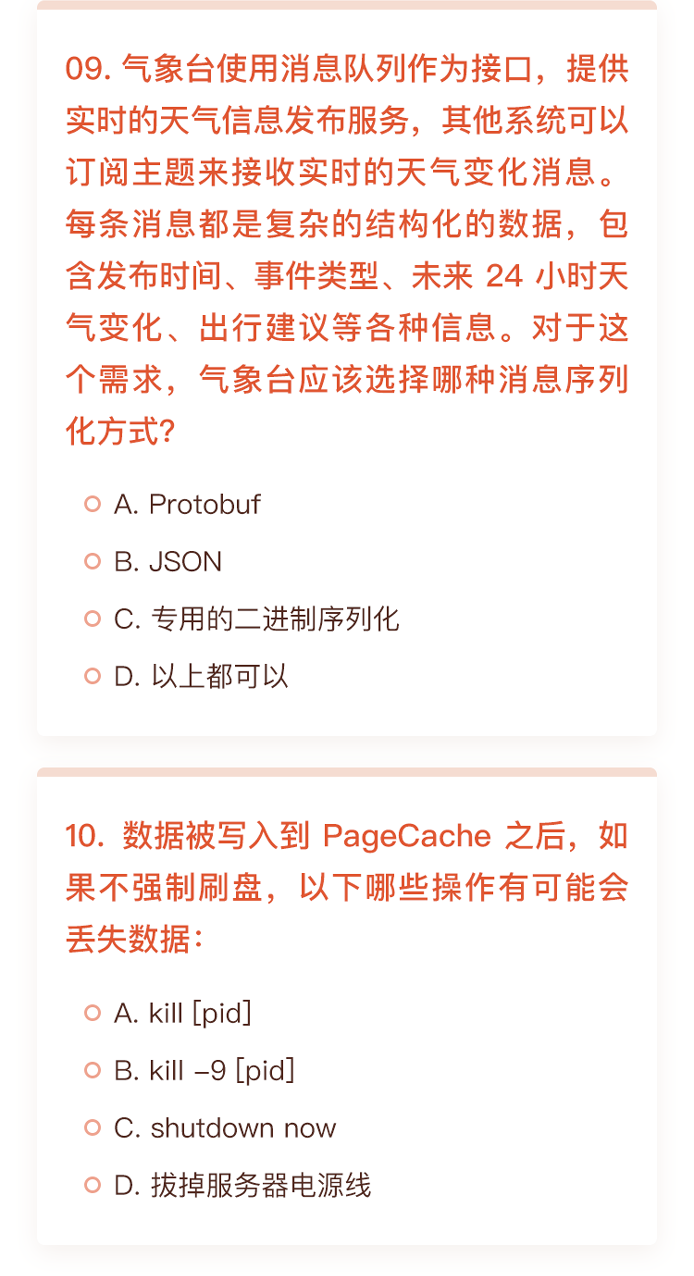 09. 气象台使用消息队列作为接口，提供
实时的天气信息发布服务，其他系统可以
订阅主题来接收实时的天气变化消息。
每条消息都是复杂的结构化的数据，包
含发布时间、事件类型、未来 24 小时天
气变化、出行建议等各种信息。对于这
个需求，气象台应该选择哪种消息序列
化方式？
A. Protobuf
B. JSON
C. 专用的二进制序列化
D. 以上都可以
10. 数据被写入到 PageCache 之后，如
果不强制刷盘，以下哪些操作有可能会
丢失数据：
A. kill [pid]
B. kill –9 [pid]
C. shutdown now
D. 拔掉服务器电源线